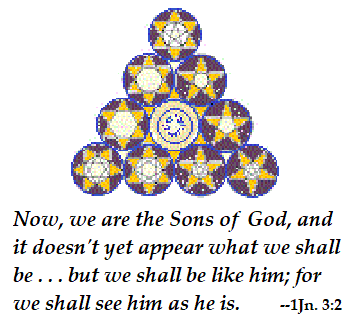 Now, we are the Sons of God, and
it doesn't yet appear what we shall
be . . . but we shall be like him; for
we shall see him as he is. --1Jn. 3:2